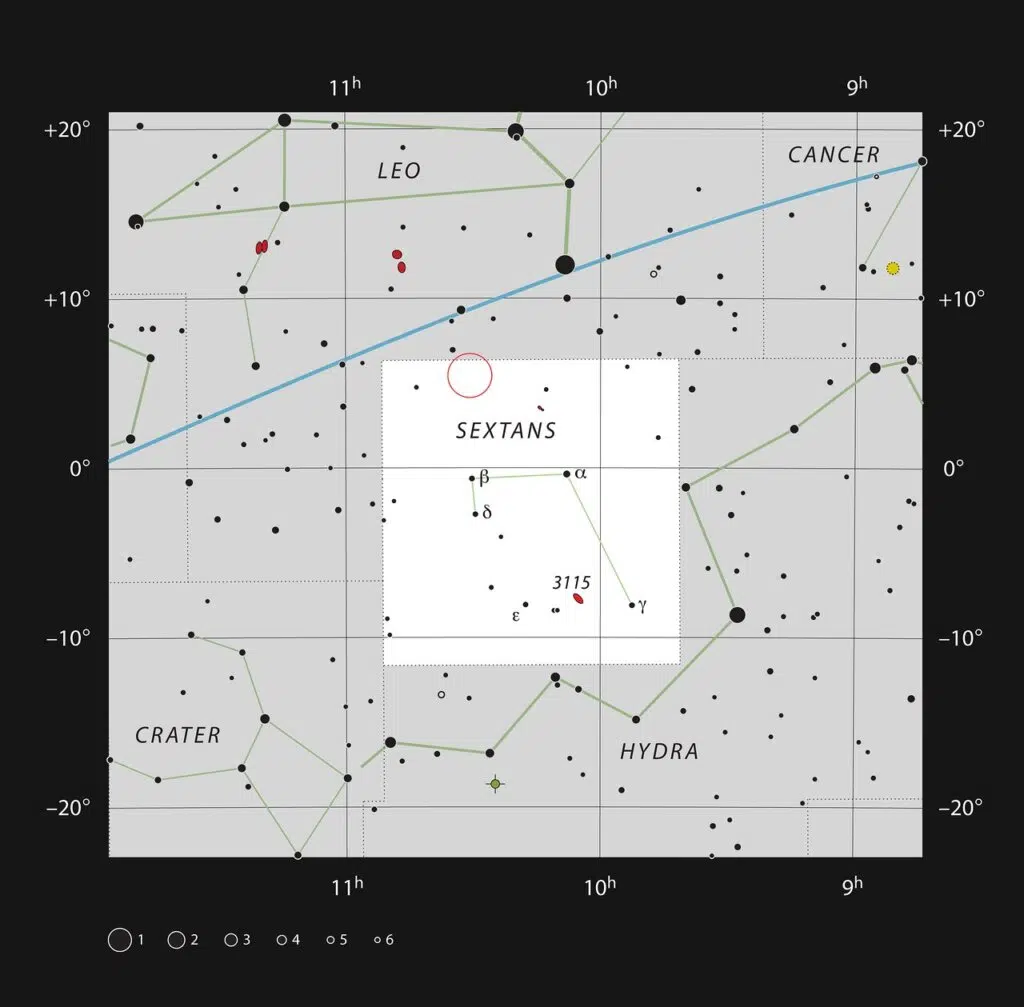 11h 10h 9h
+20° +20°
CANCER
LEO
+10° +10°
SEXTANS
0° 0°
β α
δ
3115
ε γ
−10° −10°
CRATER HYDRA
−20° −20°
11h 10h 9h
1 2 3 4 5 6